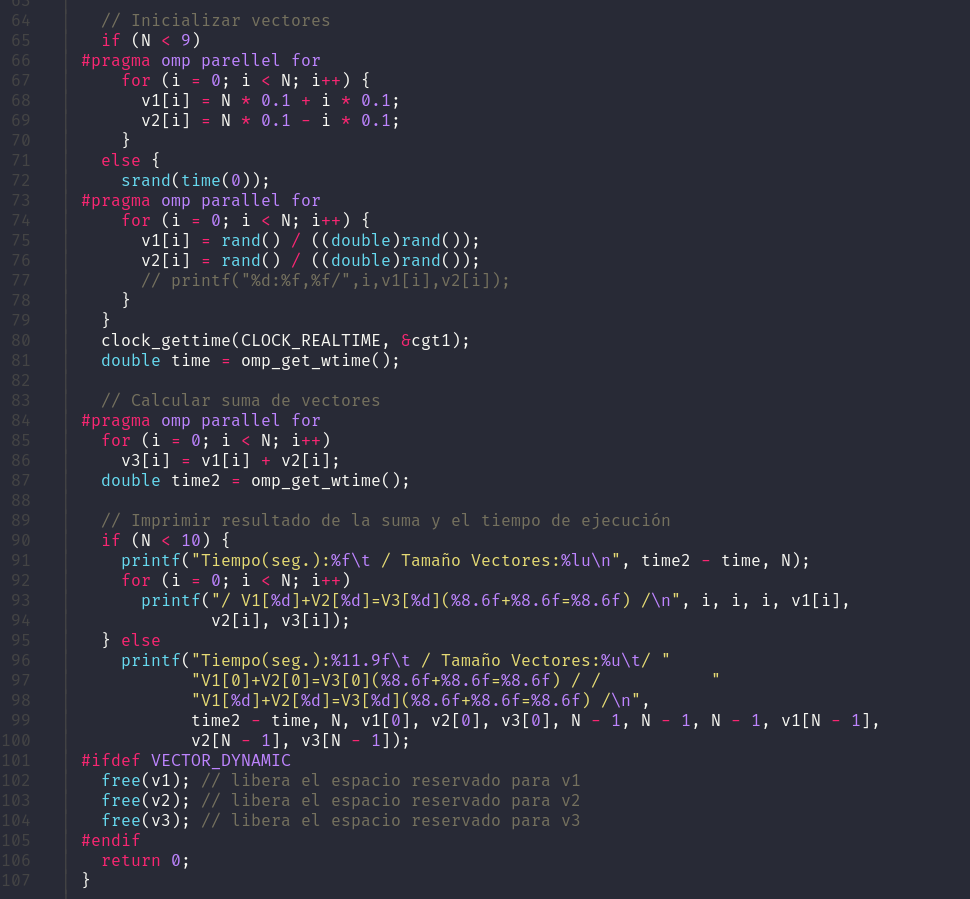 63
64 // Inicializar vectores
65 if (N < 9)
66 #pragma omp parellel for
67 for (i = 0; i < N; i++) {
68 v1[i] = N * 0.1 + i * 0.1;
69 v2[i] = N * 0.1 - i * 0.1;
70 }
71 else {
72 srand(time(0));
73 #pragma omp parallel for
74 for (i = 0; i < N; i++) {
75 v1[i] = rand() / ((double)rand());
76 v2[i] = rand() / ((double)rand());
77 // printf("%d:%f,%f/",i,v1[i],v2[i]);
78 }
79 }
80 clock_gettime(CLOCK_REALTIME, &cgt1);
81 double time = omp_get_wtime();
82
83 // Calcular suma de vectores
84 #pragma omp parallel for
85 for (i = 0; i < N; i++)
86 v3[i] = v1[i] + v2[i];
87 double time2 = omp_get_wtime();
88
89 // Imprimir resultado de la suma y el tiempo de ejecución
90 if (N < 10) {
91 printf("Tiempo(seg.):%f\t / Tamaño Vectores:%lu\n", time2 - time, N);
92 for (i = 0; i < N; i++)
93 printf("/ V1[%d]+V2[%d]=V3[%d](%8.6f+%8.6f=%8.6f) /\n", i, i, i, v1[i],
94 v2[i], v3[i]);
95 } else
96 printf("Tiempo(seg.):%11.9f\t / Tamaño Vectores:%u\t/ "
97 "V1[0]+V2[0]=V3[0](%8.6f+%8.6f=%8.6f) / /           "
98 "V1[%d]+V2[%d]=V3[%d](%8.6f+%8.6f=%8.6f) /\n",
99 time2 - time, N, v1[0], v2[0], v3[0], N - 1, N - 1, N - 1, v1[N - 1],
100 v2[N - 1], v3[N - 1]);
101 #ifdef VECTOR_DYNAMIC
102 free(v1); // libera el espacio reservado para v1
103 free(v2); // libera el espacio reservado para v2
104 free(v3); // libera el espacio reservado para v3
105 #endif
106 return 0;
107 }